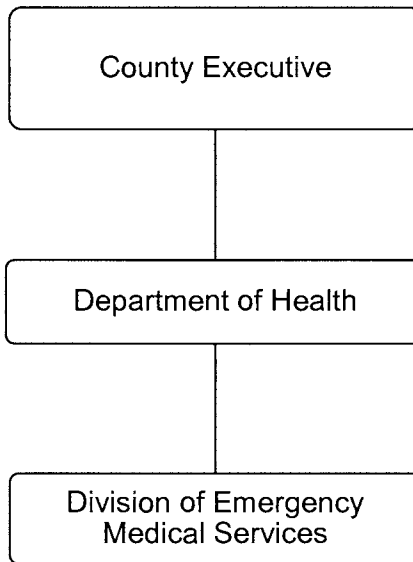 County Executive
Department of Health
Division of Emergency
Medical Services